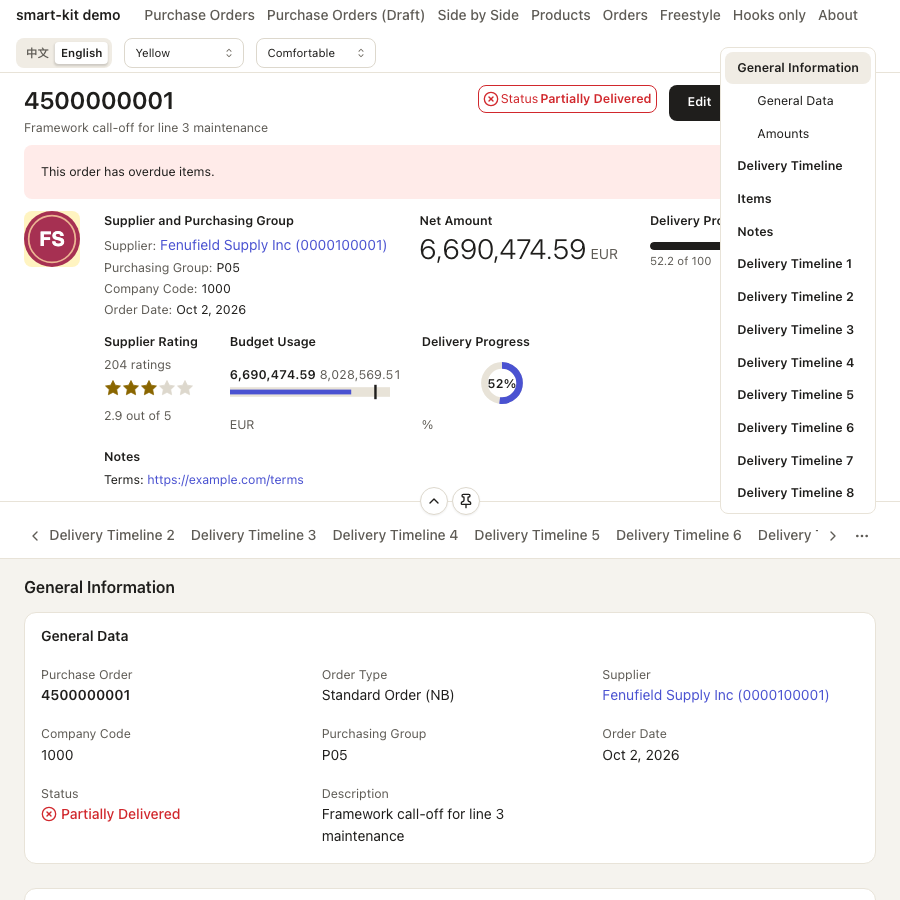 smart-kit demo Purchase Orders Purchase Orders (Draft) Side by Side Products Orders Freestyle Hooks only About
中文 English Yellow Comfortable
4500000001
Framework call-off for line 3 maintenance
Status Partially Delivered
Edit
This order has overdue items.
FS
Supplier and Purchasing Group
Supplier: Fenufield Supply Inc (0000100001)
Purchasing Group: P05
Company Code: 1000
Order Date: Oct 2, 2026
Net Amount
6,690,474.59 EUR
Delivery
52.2 of 100
Supplier Rating
204 ratings
2.9 out of 5
Budget Usage
6,690,474.59 8,028,569.51
EUR
Delivery Progress
52%
%
Notes
Terms: https://example.com/terms
General Information
General Data
Amounts
Delivery Timeline
Items
Notes
Delivery Timeline 1
Delivery Timeline 2
Delivery Timeline 3
Delivery Timeline 4
Delivery Timeline 5
Delivery Timeline 6
Delivery Timeline 7
Delivery Timeline 8
Delivery Timeline 2 Delivery Timeline 3 Delivery Timeline 4 Delivery Timeline 5 Delivery Timeline 6 Delivery
General Information
General Data
Purchase Order Order Type Supplier
4500000001 Standard Order (NB) Fenufield Supply Inc (0000100001)
Company Code Purchasing Group Order Date
1000 P05 Oct 2, 2026
Status Description
Partially Delivered Framework call-off for line 3
maintenance